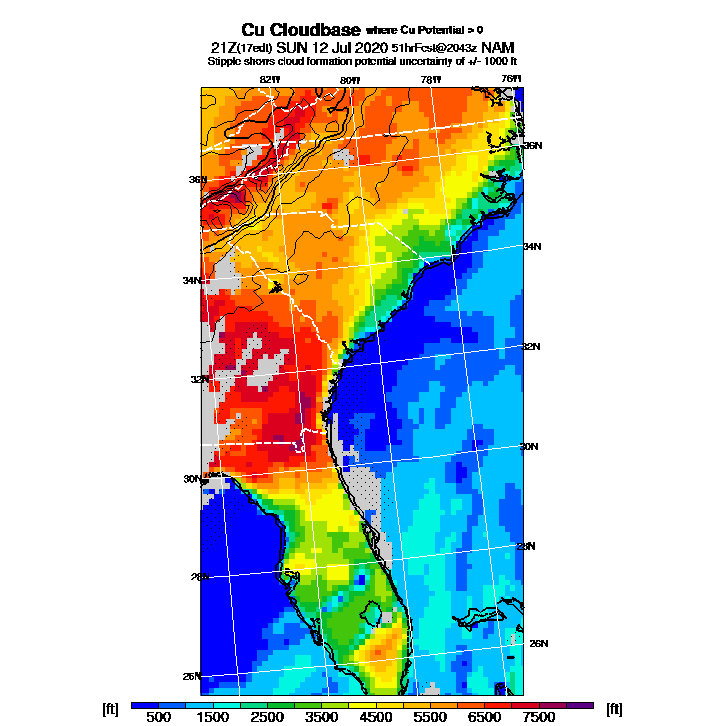 Cu Cloudbase where Cu Potential > 0
21Z(17edt) SUN 12 Jul 2020 51hrFcst@2043z NAM
Stipple shows cloud formation potential uncertainty of +/- 1000 ft
82W 80W 78W 76W
36N
36N
34N
34N
32N
32N
30N
30N
28N
28N
26N
26N
[ft] 500 1500 2500 3500 4500 5500 6500 7500 [ft]